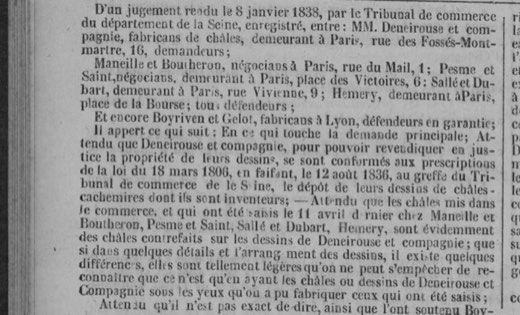 D'un jugement rendu le 8 janvier 1838, par le Tribunal de commerce
du département de la Seine, enregistré, entre: MM. Deneirouse et com-
pagnie, fabricans de châles, demeurant à Paris, rue des Fossés-Mont-
martre, 16, demandeurs;
Maneille et Boutheron, négocians à Paris, rue du Mail, 1; Pesme et
Saint, négocians, demeurant à Paris, place des Victoires, 6: Sallé et Du-
bart, demeurant à Paris, rue Vivienne, 9; Hemery, demeurant à Paris,
place de la Bourse; tous défendeurs;
Et encore Boyriven et Gelot, fabricans à Lyon, défendeurs en garantie;
Il appert ce qui suit: En ce qui touche la demande principale; At-
tendu que Deneirouse et compagnie, pour pouvoir revendiquer en jus-
tice la propriété de leurs dessins, se sont conformés aux prescriptions
de la loi du 18 mars 1806, en faisant, le 12 août 1836, au greffe du Tri-
bunal de commerce de le Seine, le dépôt de leurs dessins de châles-
cachemires dont ils sont inventeurs; — Attendu que les châles mis dans
le commerce, et qui ont été saisis le 11 avril d rnier chez Maneille et
Boutheron, Pesme et Saint, Sallé et Dubart, Hemery, sont évidemment
des châles contrefaits sur les dessins de Deneirouse et compagnie; que
si dans quelques détails et l'arrang ment des dessins, il existe quelques
différences, elles sont tellement légères qu'on ne peut s'empêcher de re-
connaître que ce n'est qu'en ayant les châles ou dessins de Deneirouse et
Compagnie sous les yeux qu'on a pu fabriquer ceux qui ont été saisis;
Attendu qu'il n'est pas exact de dire, ainsi que l'ont soutenu Boy-